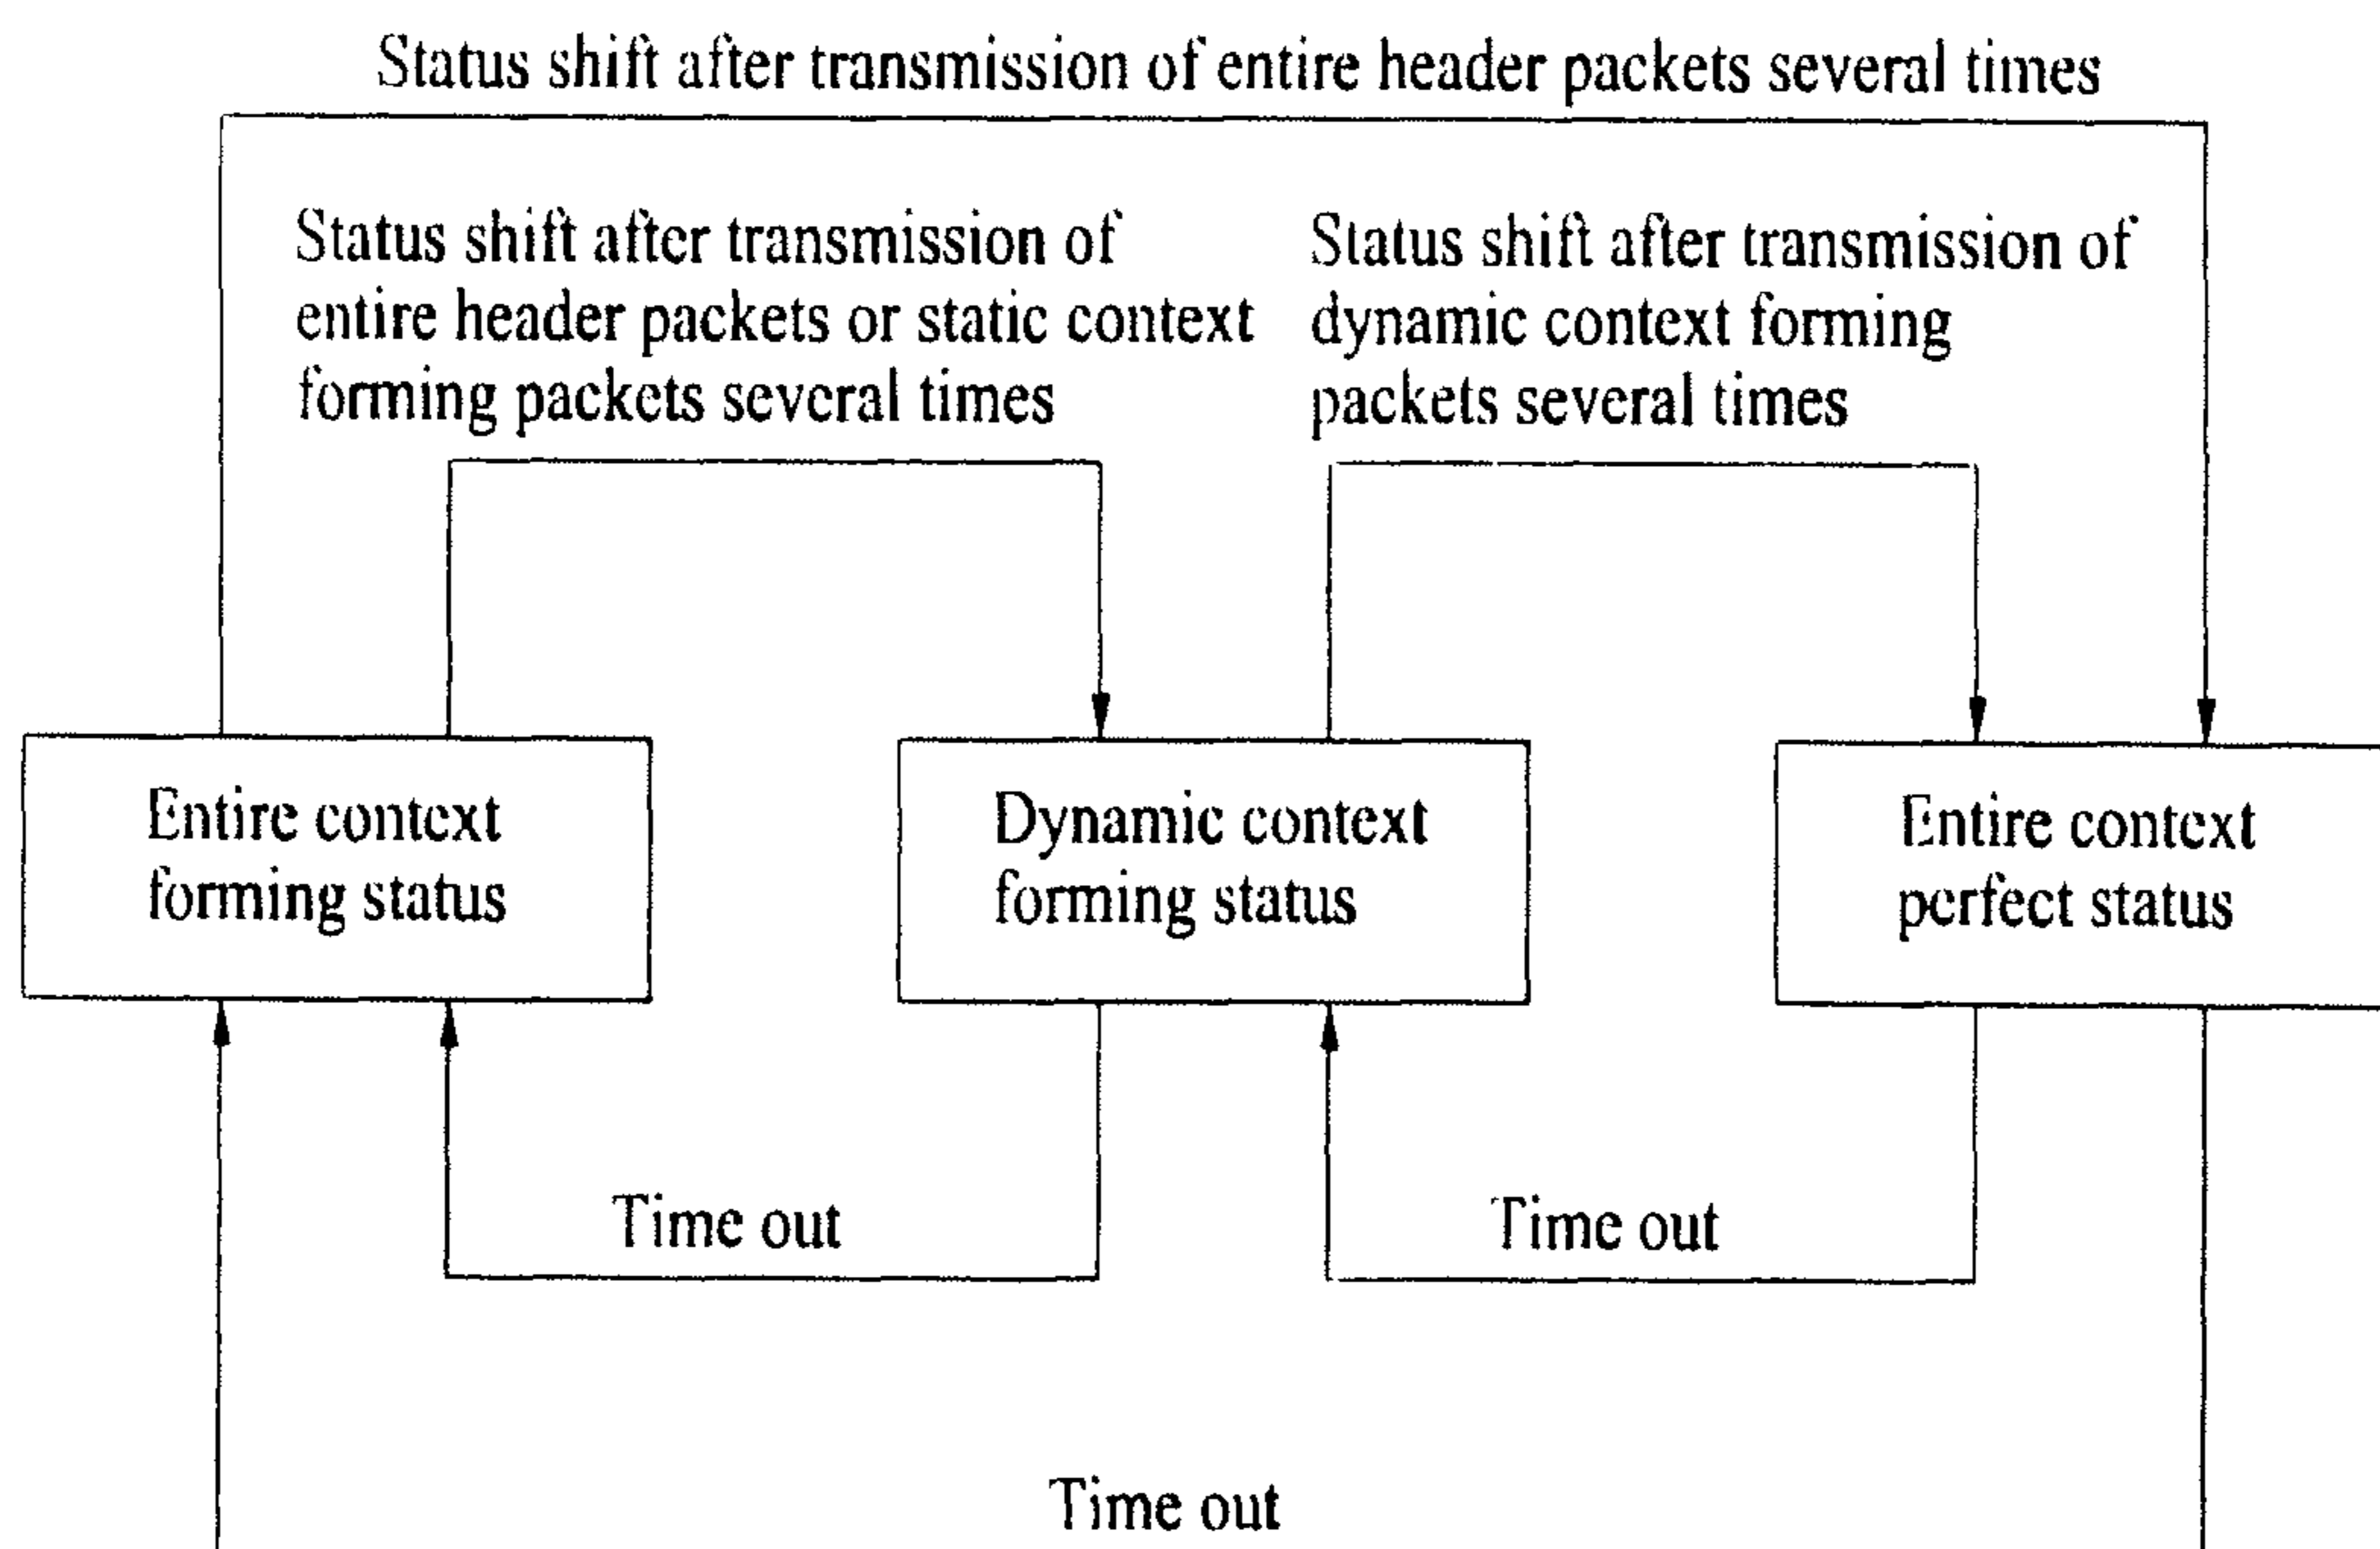 Status shift after transmission of entire header packets several times
Status shift after transmission of
entire header packets or static context
forming packets several times
Status shift after transmission of
dynamic context forming
packets several times
Entire context
forming status
Dynamic context
forming status
Entire context
perfect status
Time out
Time out
Time out